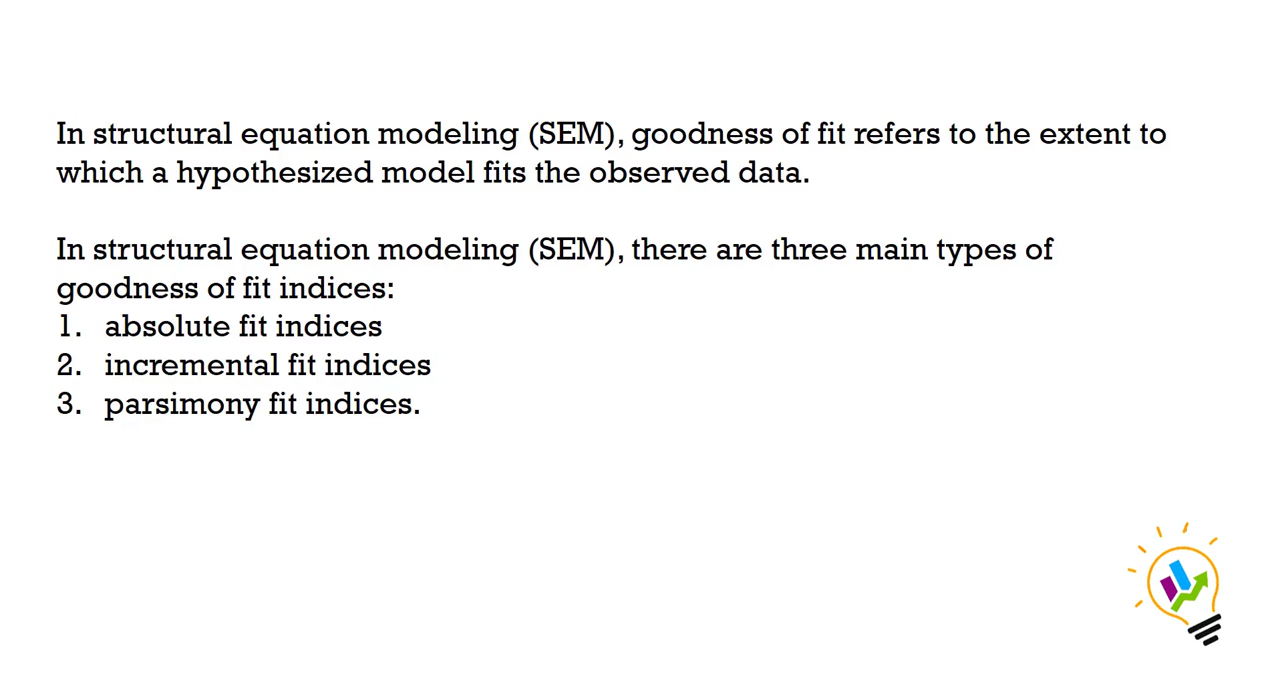 In structural equation modeling (SEM), goodness of fit refers to the extent to
which a hypothesized model fits the observed data.
In structural equation modeling (SEM), there are three main types of
goodness of fit indices:
1. absolute fit indices
2. incremental fit indices
3. parsimony fit indices.